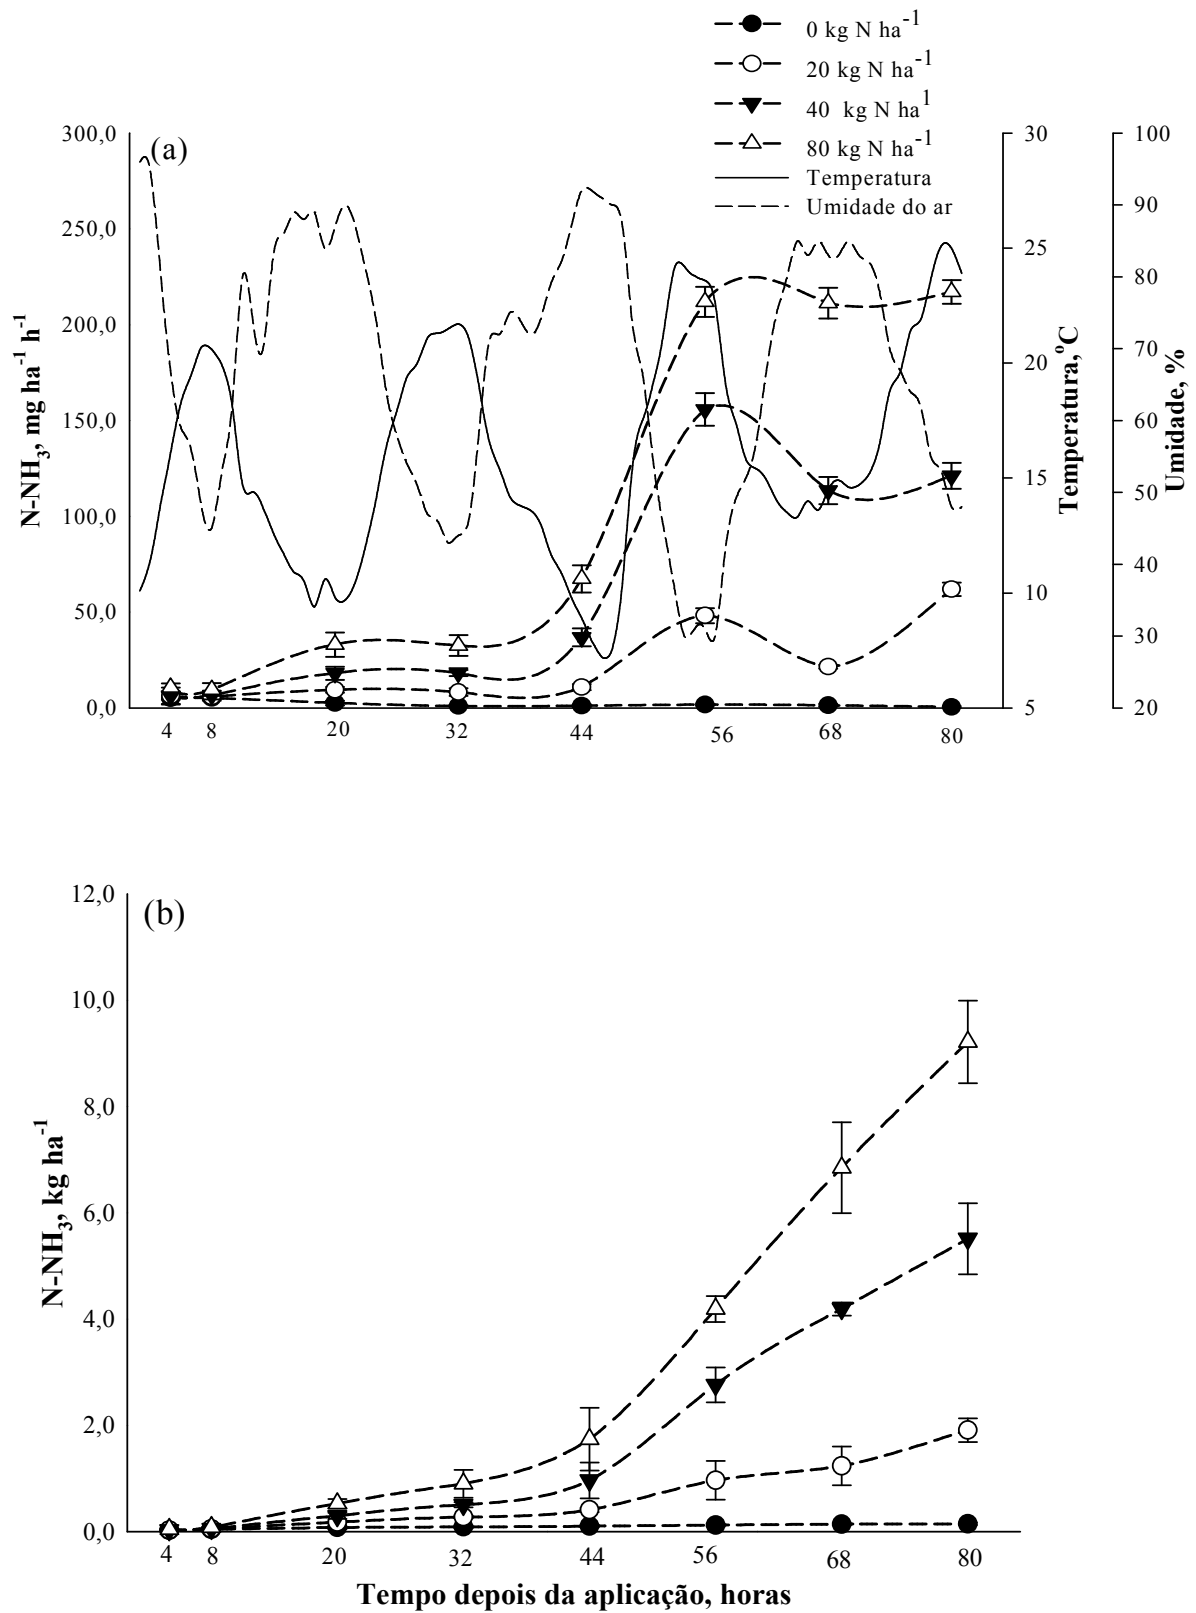 0 kg N ha-1
20 kg N ha-1
40 kg N ha1
80 kg N ha-1
Temperatura
Umidade do ar
(a)
300,0
250,0
200,0
150,0
100,0
50,0
0,0
N-NH3, mg ha-1 h-1
4 8 20 32 44 56 68 80
30
25
20
15
10
5
Temperatura,ºC
100
90
80
70
60
50
40
30
20
Umidade, %
(b)
12,0
10,0
8,0
6,0
4,0
2,0
0,0
N-NH3, kg ha-1
4 8 20 32 44 56 68 80
Tempo depois da aplicação, horas